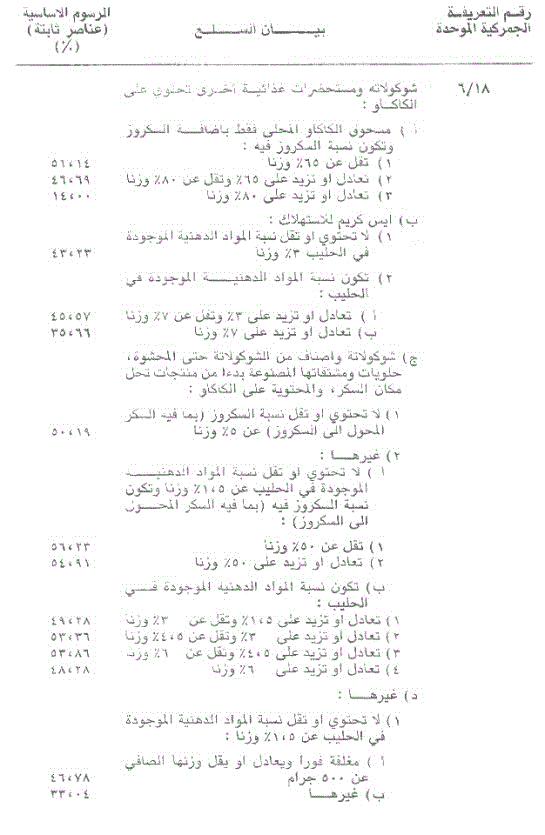 رقم التعريفة الجمركية الموحدة
بيان السلع
الرسوم الاساسية (عناصر ثابتة) (٪)
٦/١٨ شوكولاته ومستحضرات غذائية اخرى تحتوي على
الكاكاو :
أ ) مسحوق الكاكاو المحلى فقط باضافة السكروز
وتكون نسبة السكروز فيه :
١) تقل عن ٦٥٪ وزنا ٥١،١٤
٢) تعادل او تزيد على ٦٥٪ وتقل عن ٨٠٪ وزنا ٤٦،٦٩
٣) تعادل او تزيد على ٨٠٪ وزنا ١٤،٠٠
ب) ايس كريم للاستهلاك :
١) لا تحتوي او تقل نسبة المواد الدهنية الموجودة
في الحليب ٣٪ وزنا ٤٣،٢٣
٢) تكون نسبة المواد الدهنية الموجودة في
الحليب :
أ ) تعادل او تزيد على ٣٪ وتقل عن ٧٪ وزنا ٤٥،٥٧
ب) تعادل او تزيد على ٧٪ وزنا ٣٥،٦٦
ج) شوكولاتة واصناف من الشوكولاتة حتى المحشوة،
حلويات ومشتقاتها المصنوعة بدءا من منتجات تحل
مكان السكر، والمحتوية على الكاكاو :
١) لا تحتوي او تقل نسبة السكروز (بما فيه السكر
المحول الى السكروز) عن ٥٪ وزنا ٥٠،١٩
٢) غيرها :
أ ) لا تحتوي او تقل نسبة المواد الدهنية
الموجودة في الحليب عن ١،٥٪ وزنا وتكون
نسبة السكروز فيه (بما فيه السكر المحول
الى السكروز) :
١) تقل عن ٥٠٪ وزنا ٥٦،٢٣
٢) تعادل او تزيد على ٥٠٪ وزنا ٥٤،٩١
ب) تكون نسبة المواد الدهنيه الموجودة في
الحليب :
١) تعادل او تزيد على ١،٥٪ وتقل عن ٣٪ وزنا ٤٩،٢٨
٢) تعادل او تزيد على ٣٪ وتقل عن ٤،٥٪ وزنا ٥٣،٣٦
٣) تعادل او تزيد على ٤،٥٪ وتقل عن ٦٪ وزنا ٥٣،٨٦
٤) تعادل او تزيد على ٦٪ وزنا ٤٨،٢٨
د) غيرها :
١) لا تحتوي او تقل نسبة المواد الدهنية الموجودة
في الحليب عن ١،٥٪ وزنا :
أ ) مغلفة فورا ويعادل او يقل وزنها الصافي
عن ٥٠٠ جرام ٤٦،٧٨
ب) غيرها ٣٣،٠٤